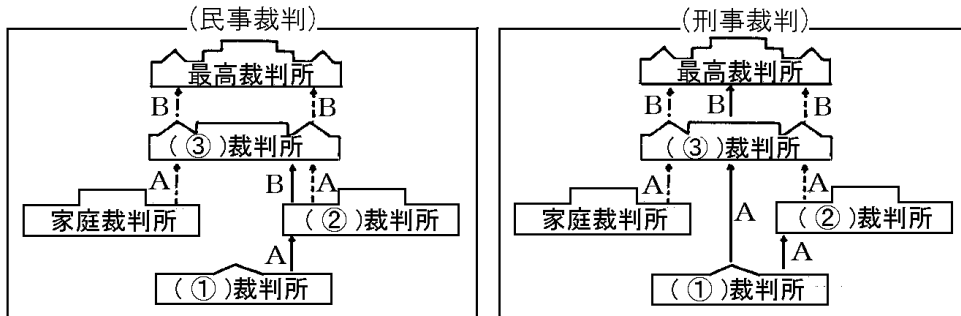 (民事裁判)
最高裁判所
B B
(③)裁判所
A B A
家庭裁判所 (②)裁判所
A
(①)裁判所
(刑事裁判)
最高裁判所
B B B
(③)裁判所
A A
家庭裁判所 (②)裁判所
A A
(①)裁判所